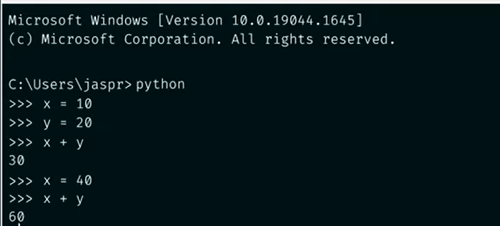 Microsoft Windows [Version 10.0.19044.1645]
(c) Microsoft Corporation. All rights reserved.
C:\Users\jaspr>python
>>> x = 10
>>> y = 20
>>> x + y
30
>>> x = 40
>>> x + y
60